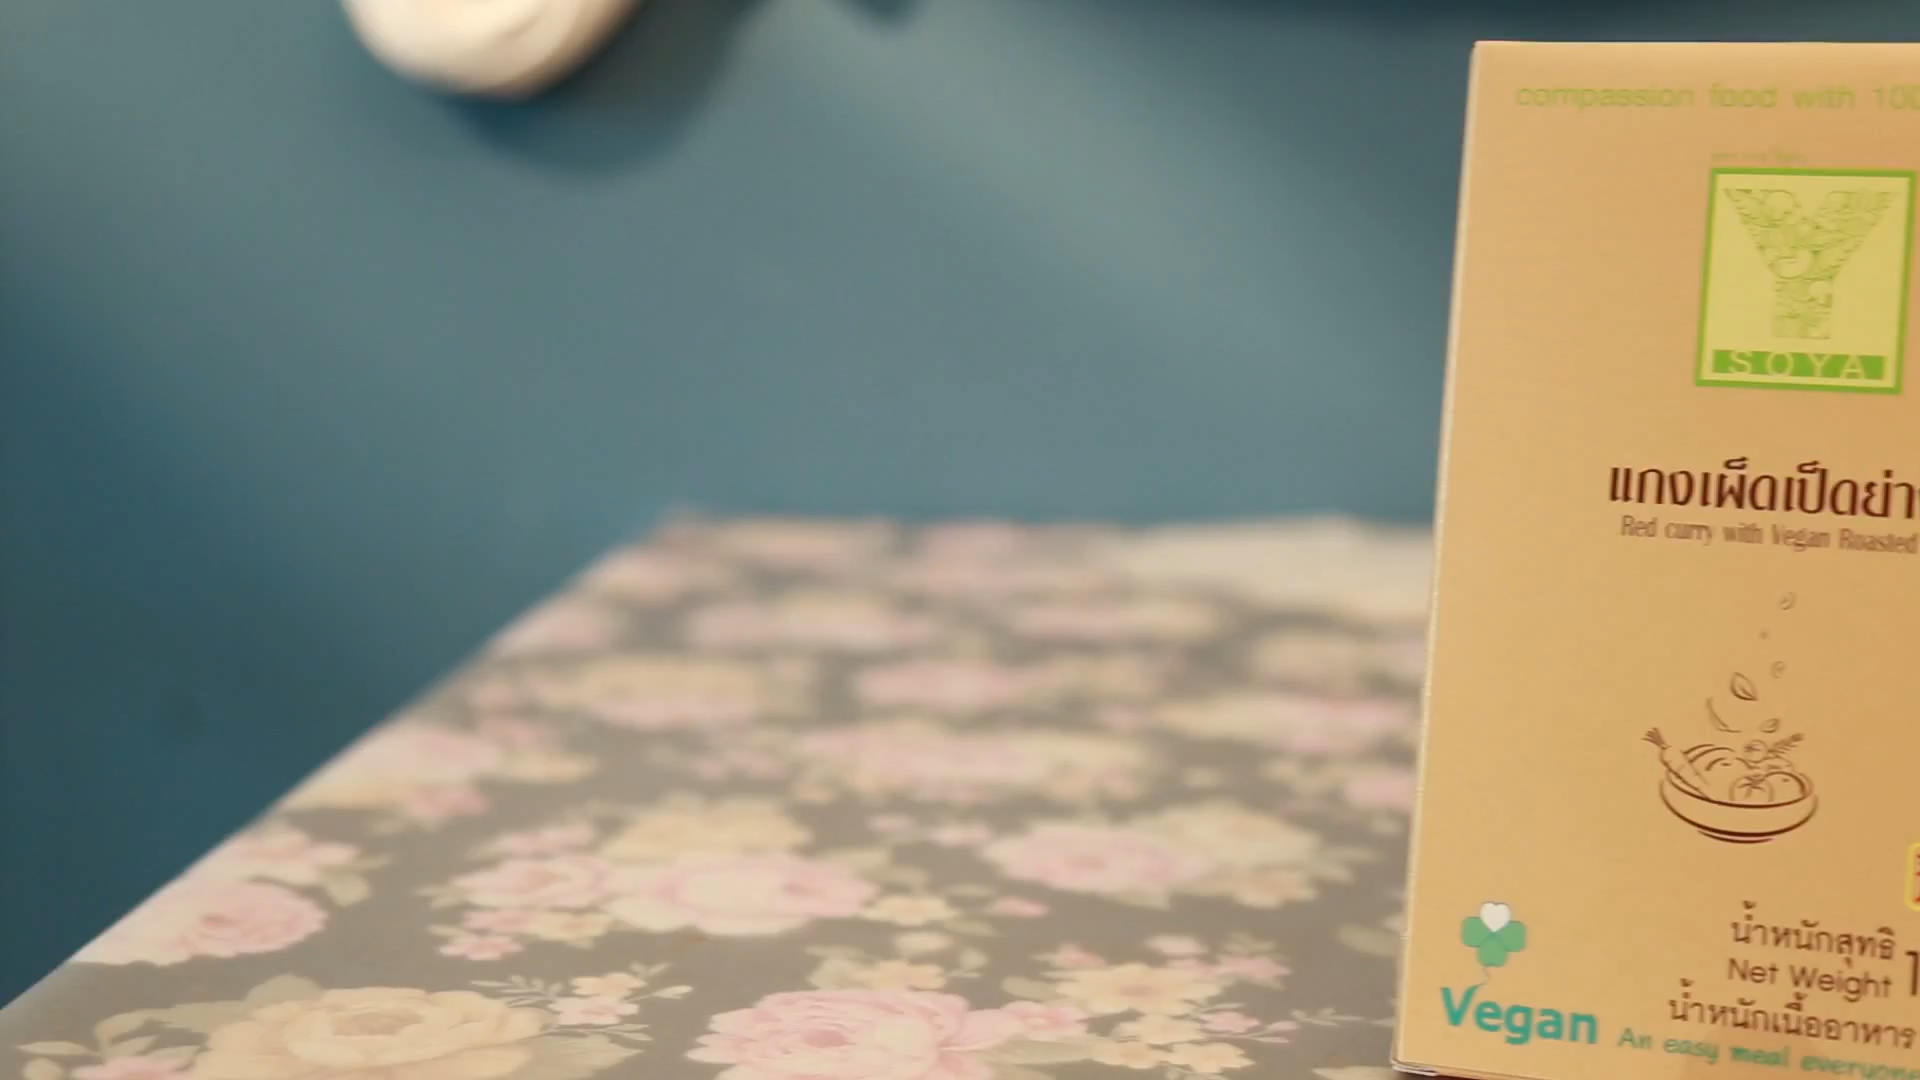 compassion food with 100
SOYA
แกงเผ็ดเป็ดย่า
Red curry with Vegan Roasted
น้ำหนักสุทธิ
Net Weight 1
น้ำหนักเนื้ออาหาร
Vegan An easy meal everyone